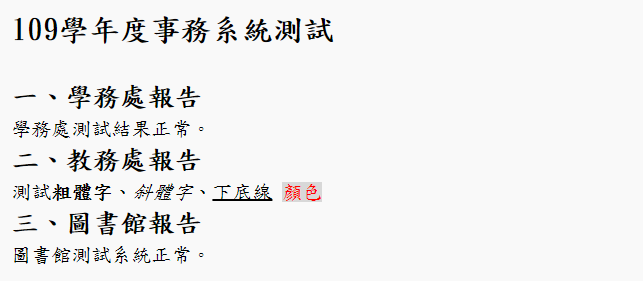 109學年度事務系統測試
一、學務處報告
學務處測試結果正常。
二、教務處報告
測試粗體字、斜體字、下底線 顏色
三、圖書館報告
圖書館測試系統正常。